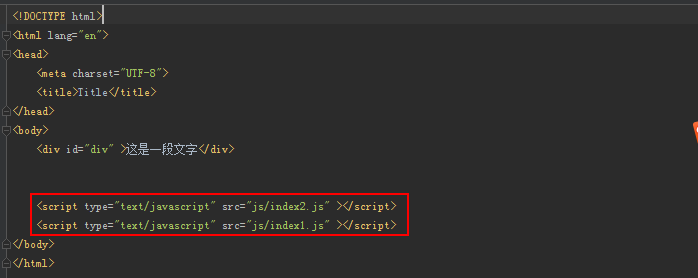 <!DOCTYPE html>
<html lang="en">
<head>
<meta charset="UTF-8">
<title>Title</title>
</head>
<body>
<div id="div" >这是一段文字</div>
<script type="text/javascript" src="js/index2.js" ></script>
<script type="text/javascript" src="js/index1.js" ></script>
</body>
</html>